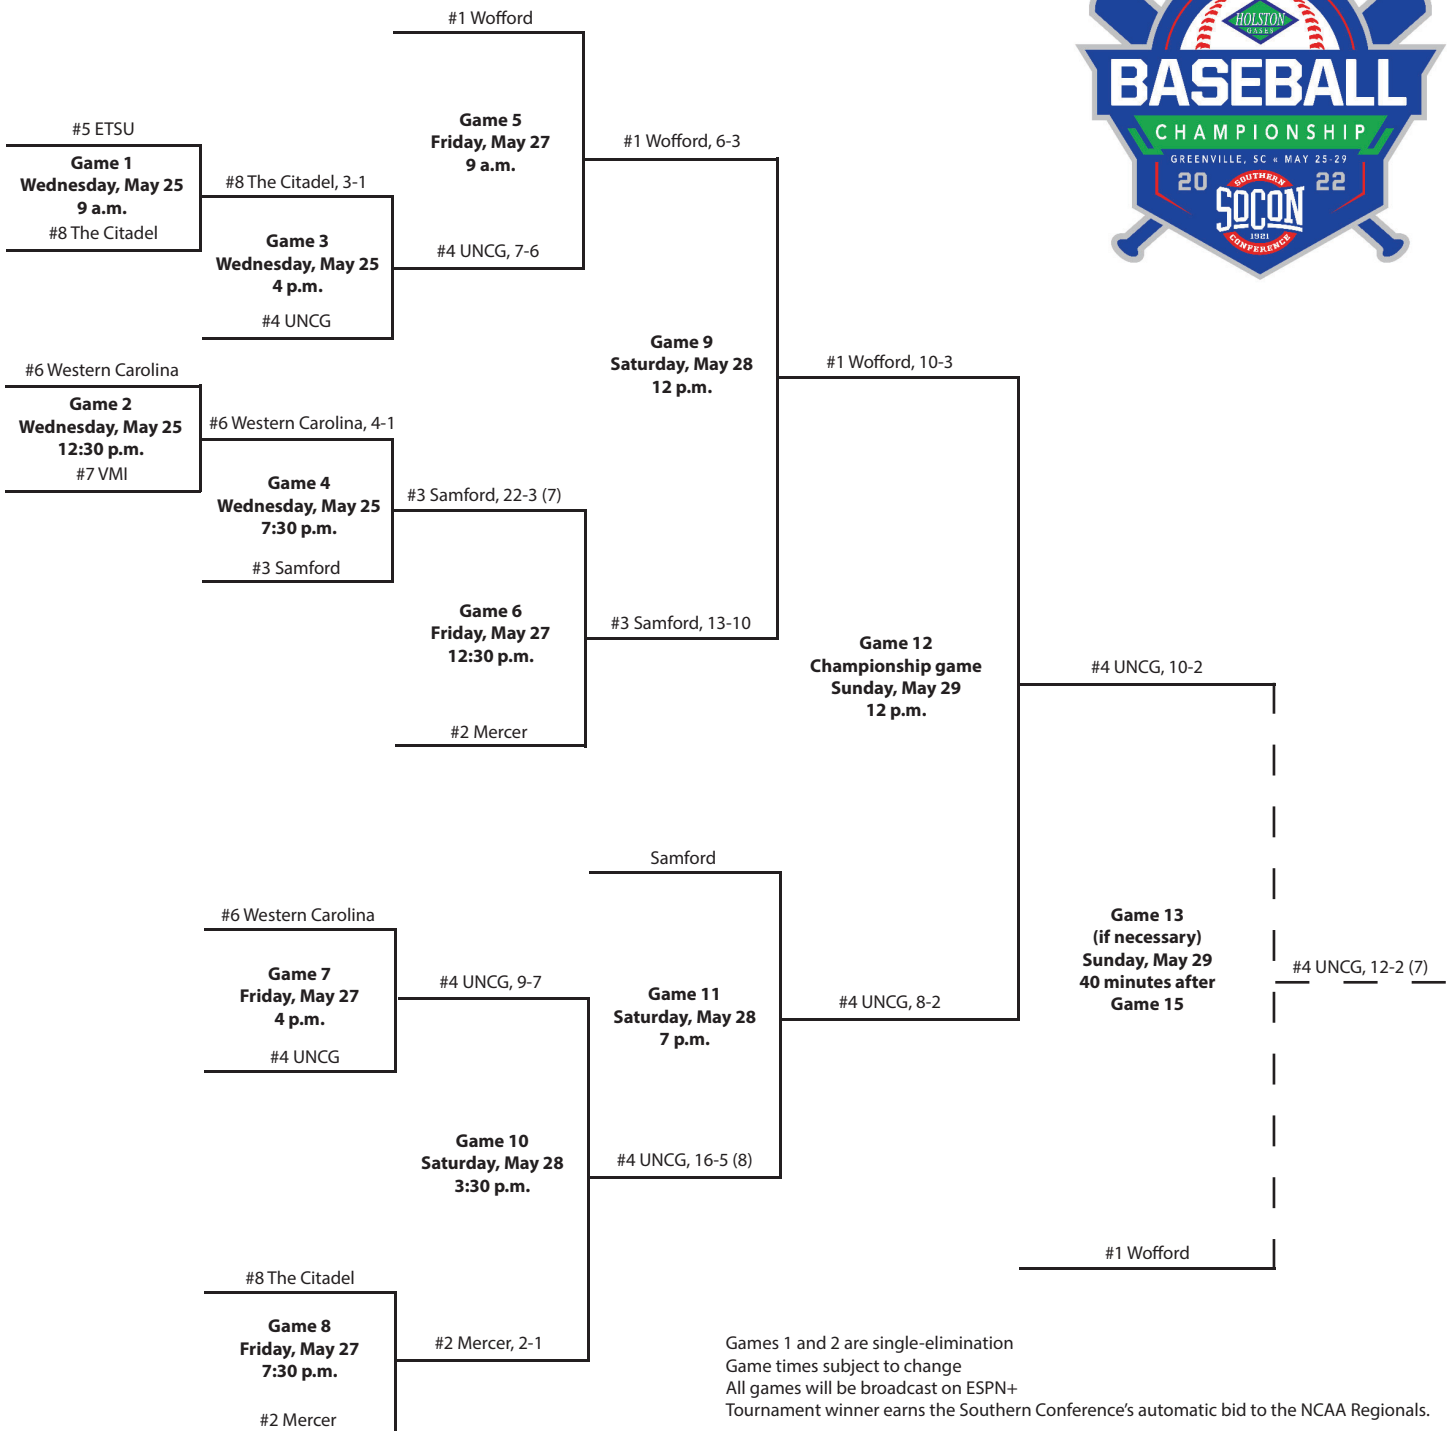 #1 Wofford
HOLSTON
GASES
BASEBALL
CHAMPIONSHIP
GREENVILLE, SC « MAY 25-29
20 22
SOUTHERN
SOCON
1921
CONFERENCE
#5 ETSU
Game 1
Wednesday, May 25
9 a.m.
#8 The Citadel
Game 5
Friday, May 27
9 a.m.
#1 Wofford, 6-3
#8 The Citadel, 3-1
Game 3
Wednesday, May 25
4 p.m.
#4 UNCG
#4 UNCG, 7-6
#6 Western Carolina
Game 2
Wednesday, May 25
12:30 p.m.
#7 VMI
Game 9
Saturday, May 28
12 p.m.
#1 Wofford, 10-3
#6 Western Carolina, 4-1
Game 4
Wednesday, May 25
7:30 p.m.
#3 Samford
#3 Samford, 22-3 (7)
Game 6
Friday, May 27
12:30 p.m.
#2 Mercer
#3 Samford, 13-10
Game 12
Championship game
Sunday, May 29
12 p.m.
#4 UNCG, 10-2
Samford
#6 Western Carolina
Game 7
Friday, May 27
4 p.m.
#4 UNCG
#4 UNCG, 9-7
Game 11
Saturday, May 28
7 p.m.
#4 UNCG, 8-2
Game 13
(if necessary)
Sunday, May 29
40 minutes after
Game 15
#4 UNCG, 12-2 (7)
Game 10
Saturday, May 28
3:30 p.m.
#4 UNCG, 16-5 (8)
#1 Wofford
#8 The Citadel
Game 8
Friday, May 27
7:30 p.m.
#2 Mercer
#2 Mercer, 2-1
Games 1 and 2 are single-elimination
Game times subject to change
All games will be broadcast on ESPN+
Tournament winner earns the Southern Conference’s automatic bid to the NCAA Regionals.